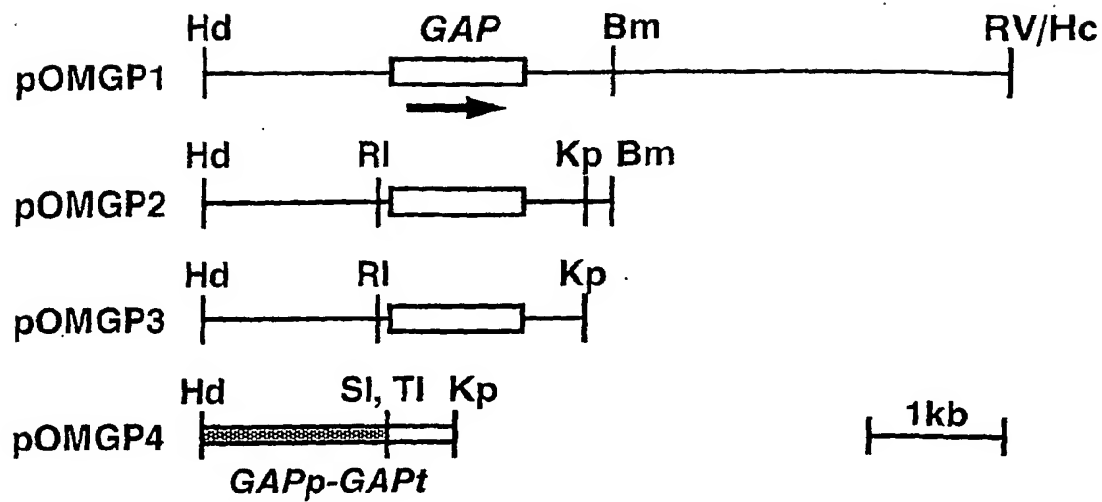 Hd GAP Bm RV/Hc
pOMGP1
Hd RI Kp Bm
pOMGP2
Hd RI Kp
pOMGP3
Hd SI, TI Kp
pOMGP4 1kb
GAPp-GAPt